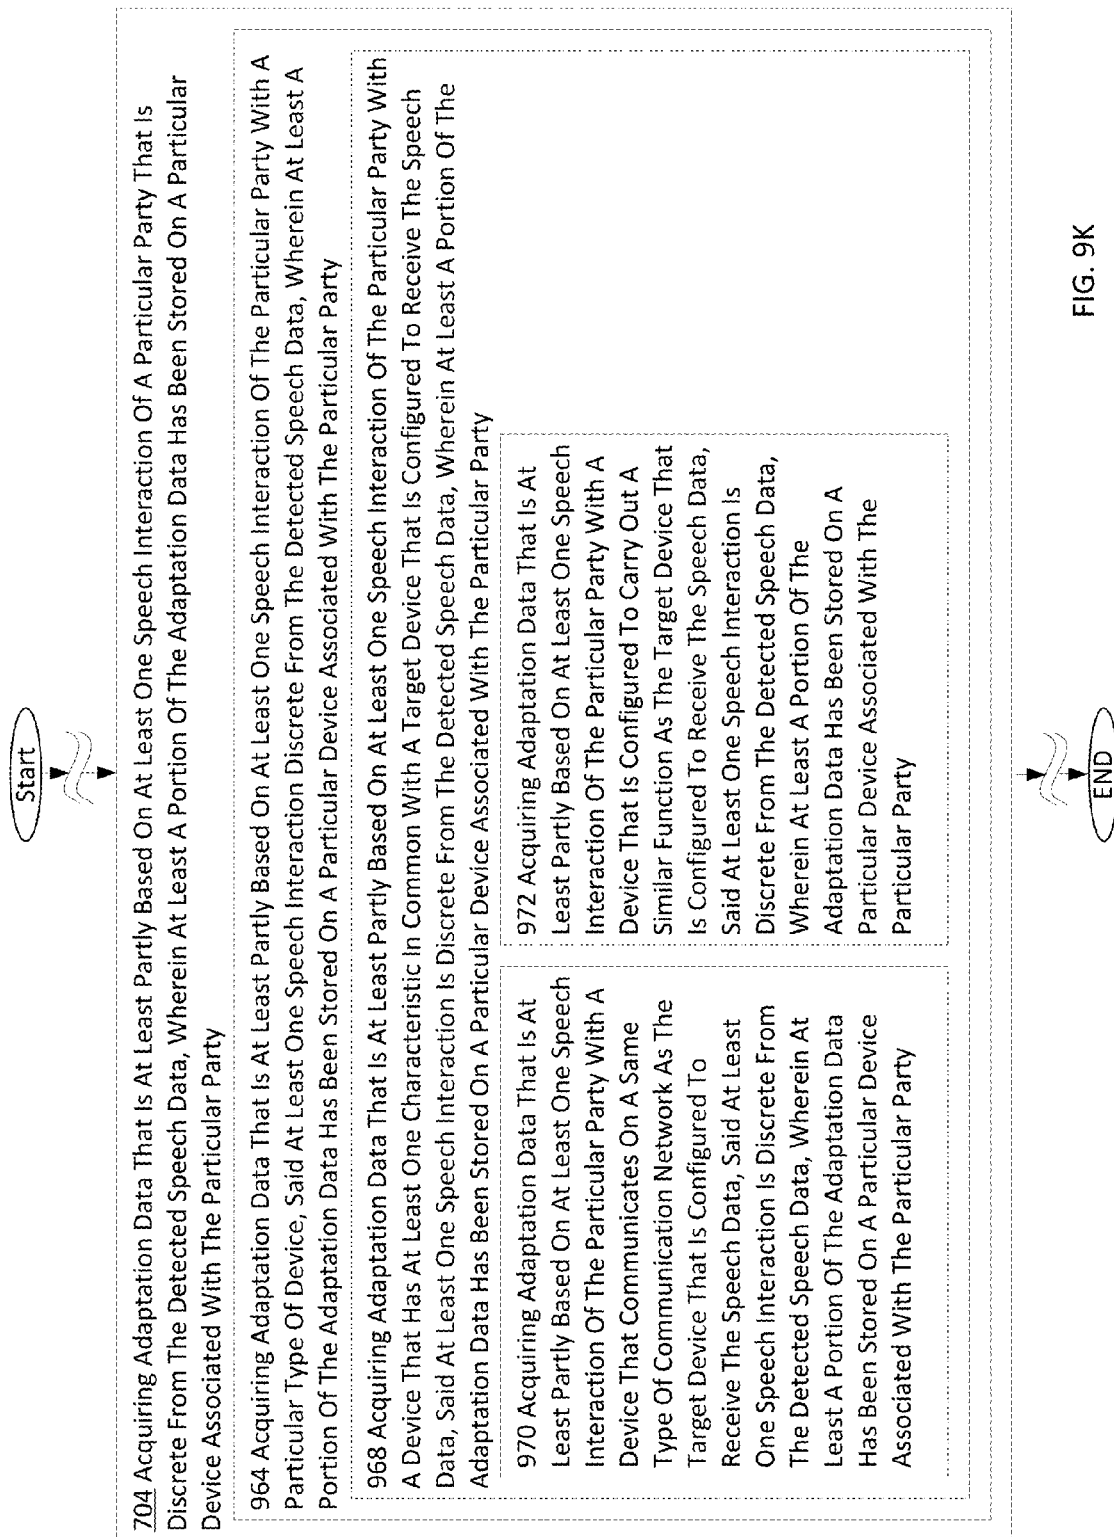 Start
704 Acquiring Adaptation Data That Is At Least Partly Based On At Least One Speech Interaction Of A Particular Party That Is
Discrete From The Detected Speech Data, Wherein At Least A Portion Of The Adaptation Data Has Been Stored On A Particular
Device Associated With The Particular Party
964 Acquiring Adaptation Data That Is At Least Partly Based On At Least One Speech Interaction Of The Particular Party With A
Particular Type Of Device, Said At Least One Speech Interaction Discrete From The Detected Speech Data, Wherein At Least A
Portion Of The Adaptation Data Has Been Stored On A Particular Device Associated With The Particular Party
968 Acquiring Adaptation Data That Is At Least Partly Based On At Least One Speech Interaction Of The Particular Party With
A Device That Has At Least One Characteristic In Common With A Target Device That Is Configured To Receive The Speech
Data, Said At Least One Speech Interaction Is Discrete From The Detected Speech Data, Wherein At Least A Portion Of The
Adaptation Data Has Been Stored On A Particular Device Associated With The Particular Party
970 Acquiring Adaptation Data That Is At
Least Partly Based On At Least One Speech
Interaction Of The Particular Party With A
Device That Communicates On A Same
Type Of Communication Network As The
Target Device That Is Configured To
Receive The Speech Data, Said At Least
One Speech Interaction Is Discrete From
The Detected Speech Data, Wherein At
Least A Portion Of The Adaptation Data
Has Been Stored On A Particular Device
Associated With The Particular Party
972 Acquiring Adaptation Data That Is At
Least Partly Based On At Least One Speech
Interaction Of The Particular Party With A
Device That Is Configured To Carry Out A
Similar Function As The Target Device That
Is Configured To Receive The Speech Data,
Said At Least One Speech Interaction Is
Discrete From The Detected Speech Data,
Wherein At Least A Portion Of The
Adaptation Data Has Been Stored On A
Particular Device Associated With The
Particular Party
END
FIG. 9K